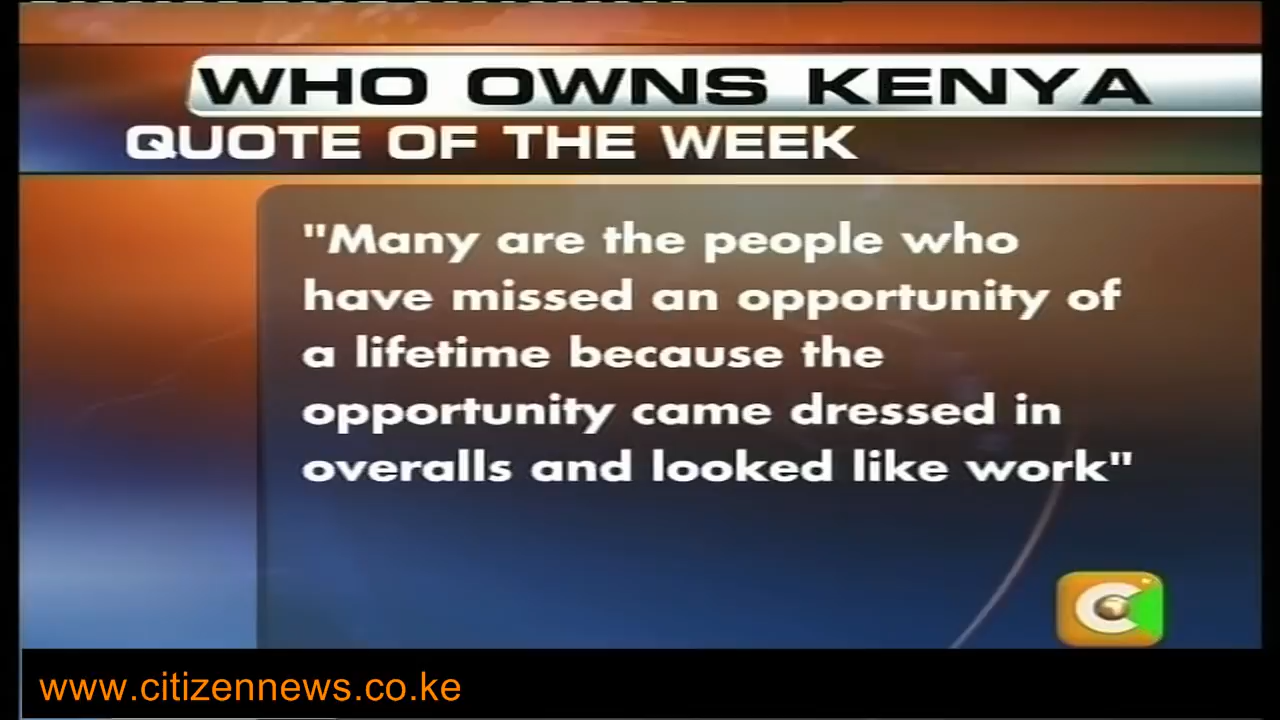 WHO OWNS KENYA
QUOTE OF THE WEEK
"Many are the people who
have missed an opportunity of
a lifetime because the
opportunity came dressed in
overalls and looked like work"
www.citizennews.co.ke